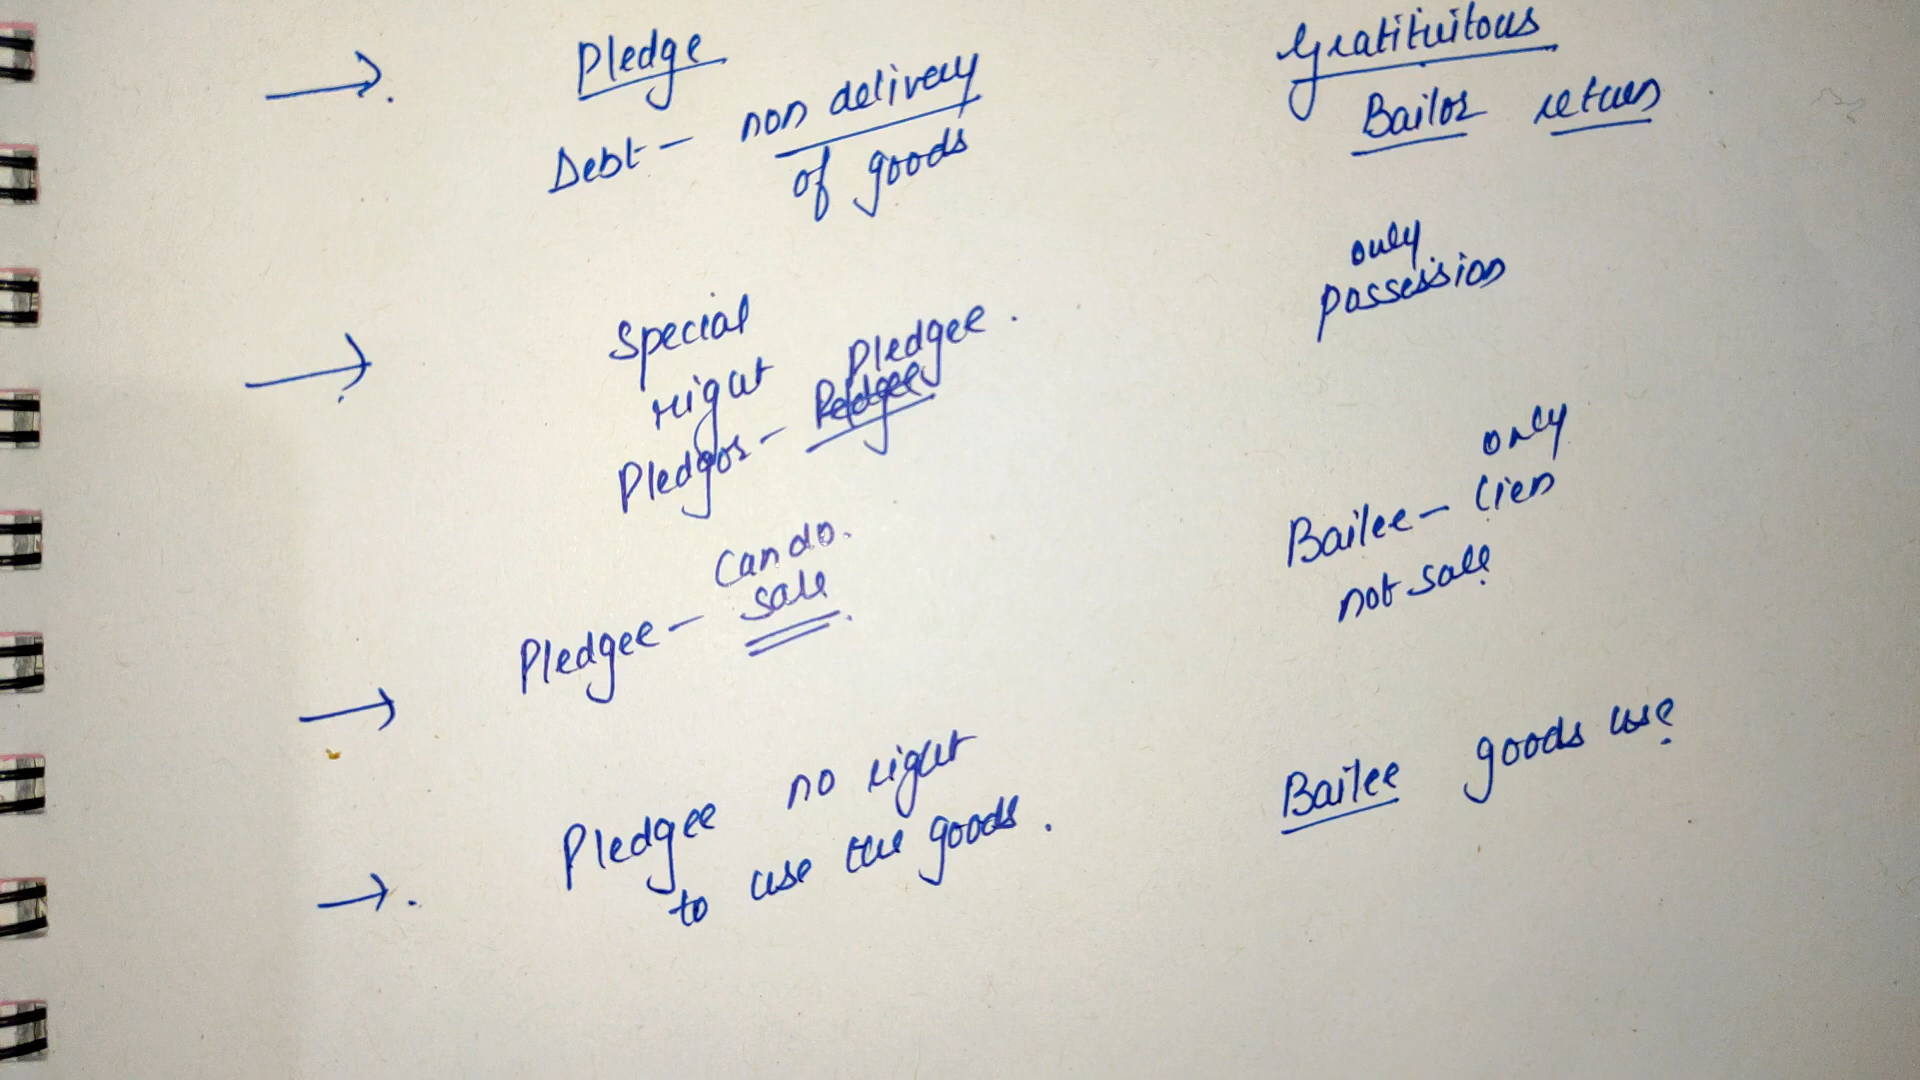 Pledge
Debt - non delivery
of goods
Gratituitous
Bailor return
Special
right
Pledgor - Pledgee.
only
possession
Pledgee - can do.
sale
Bailee - only
lien
not sale
Pledgee no right
to use the goods.
Bailee goods use